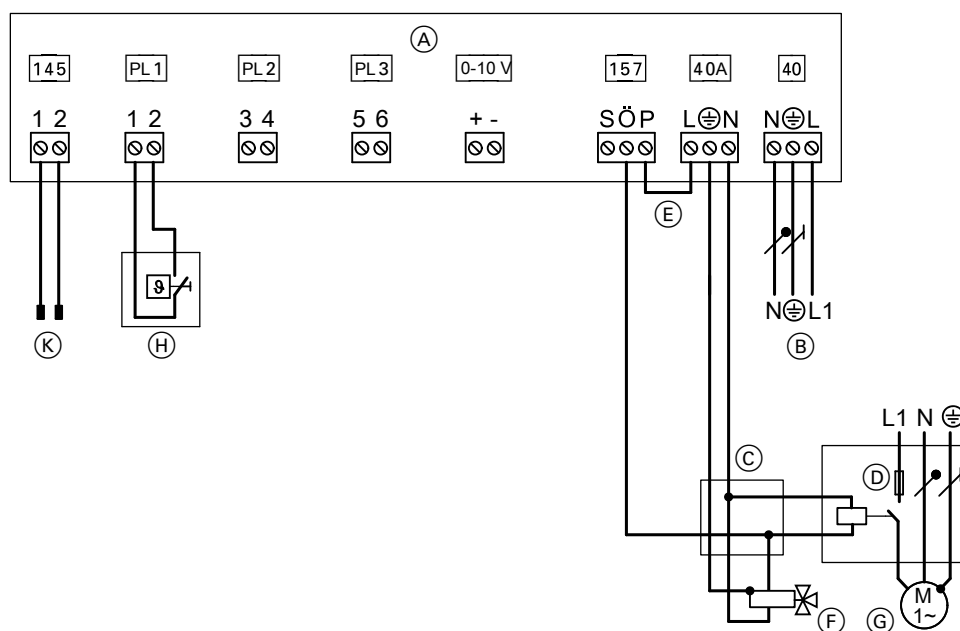 A
145 PL1 PL2 PL3 0-10 V 157 40A 40
1 2 1 2 3 4 5 6 + - S Ö P L ⏚ N N ⏚ L
E
ϑ
N ⏚ L1
K H B
L1 N ⏚
C
D
M
1~
F G